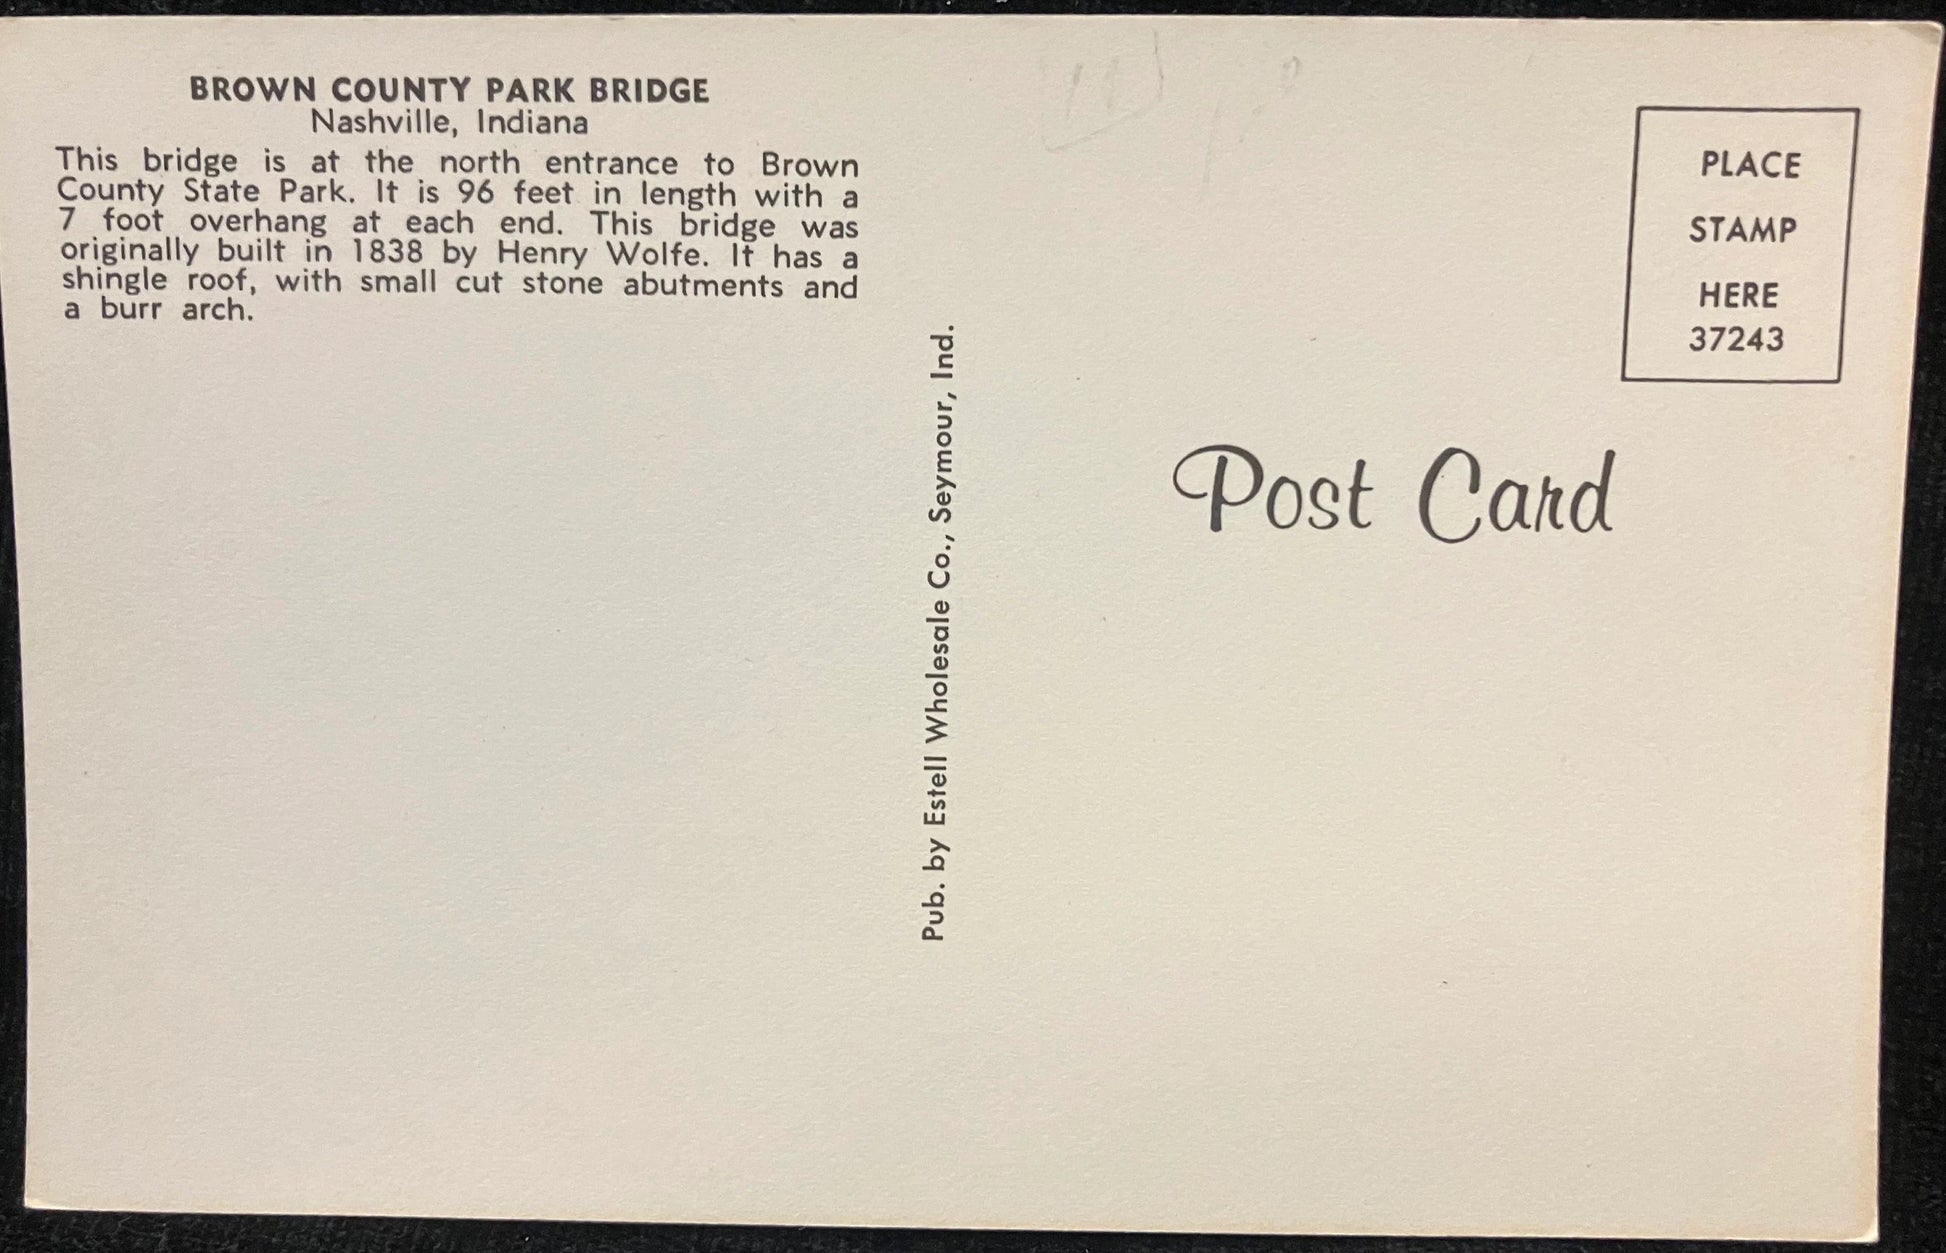 BROWN COUNTY PARK BRIDGE
Nashville, Indiana
This bridge is at the north entrance to Brown
County State Park. It is 96 feet in length with a
7 foot overhang at each end. This bridge was
originally built in 1838 by Henry Wolfe. It has a
shingle roof, with small cut stone abutments and
a burr arch.
Pub. by Estell Wholesale Co., Seymour, Ind.
PLACE
STAMP
HERE
37243
Post Card